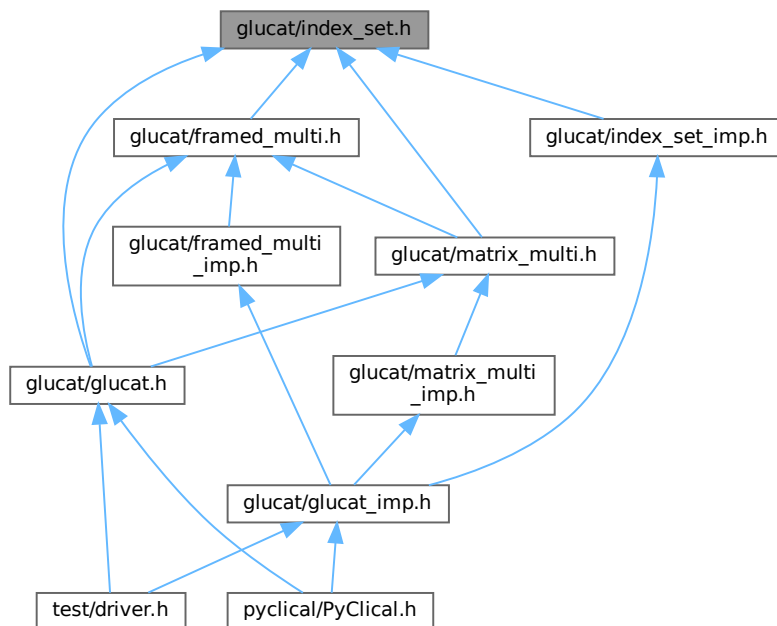 glucat/index_set.h
glucat/framed_multi.h
glucat/index_set_imp.h
glucat/framed_multi
_imp.h
glucat/matrix_multi.h
glucat/glucat.h
glucat/matrix_multi
_imp.h
glucat/glucat_imp.h
test/driver.h
pyclical/PyClical.h